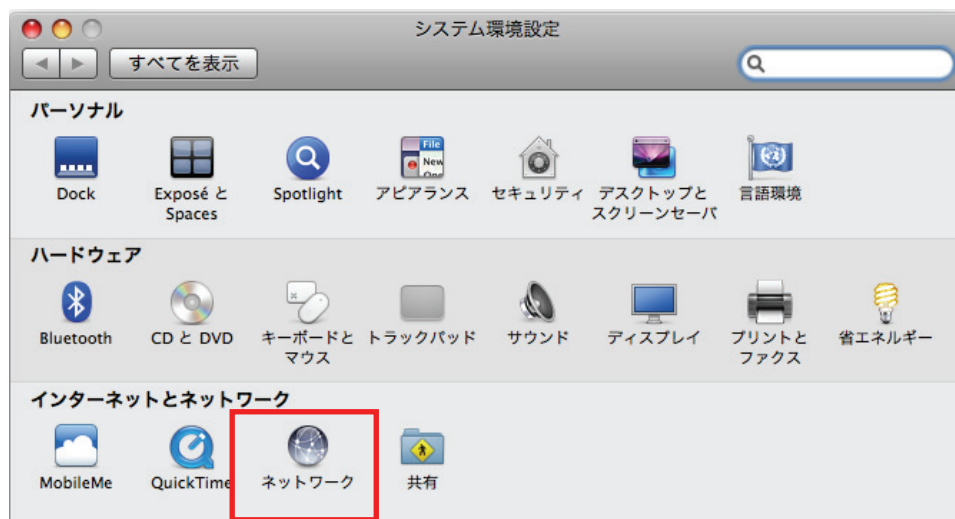 システム環境設定
すべてを表示
パーソナル
File
New
Dock
Exposé と
Spaces
Spotlight
アピアランス
セキュリティ
デスクトップと
スクリーンセーバ
言語環境
ハードウェア
Bluetooth
CD と DVD
キーボードと
マウス
トラックパッド
サウンド
ディスプレイ
プリントと
ファクス
省エネルギー
インターネットとネットワーク
MobileMe
QuickTime
ネットワーク
共有